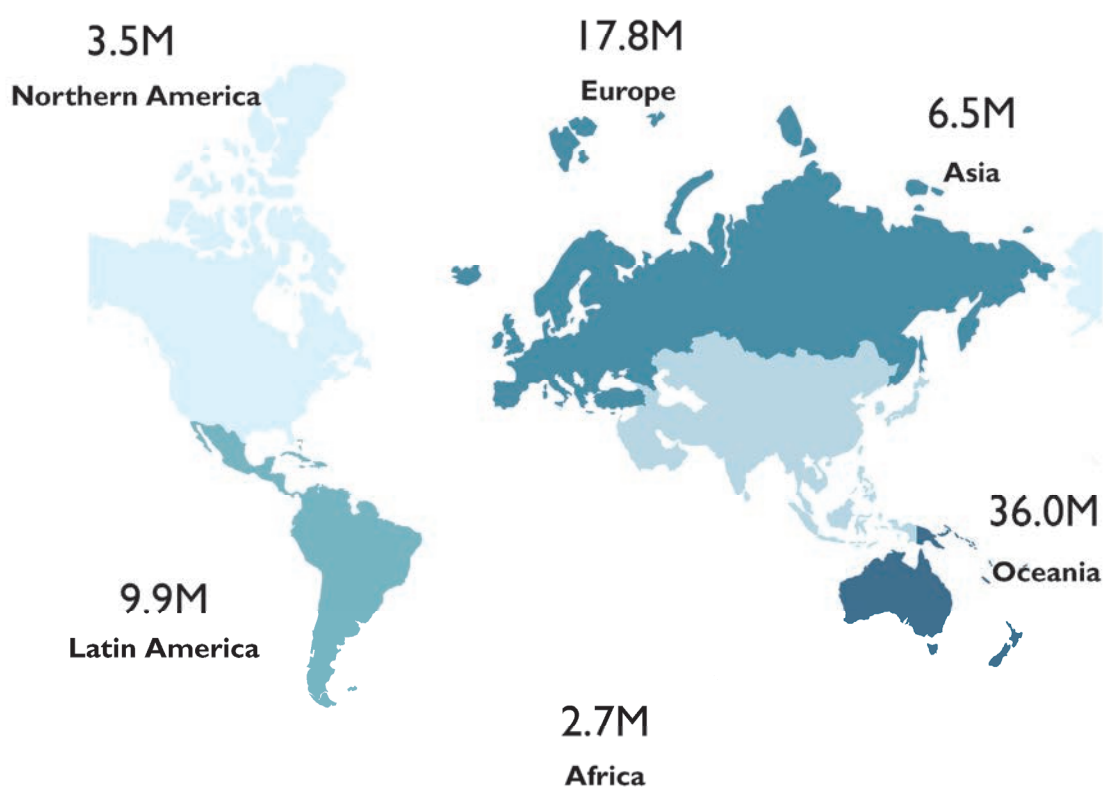 3.5M
Northern America
17.8M
Europe
6.5M
Asia
36.0M
Oceania
9.9M
Latin America
2.7M
Africa